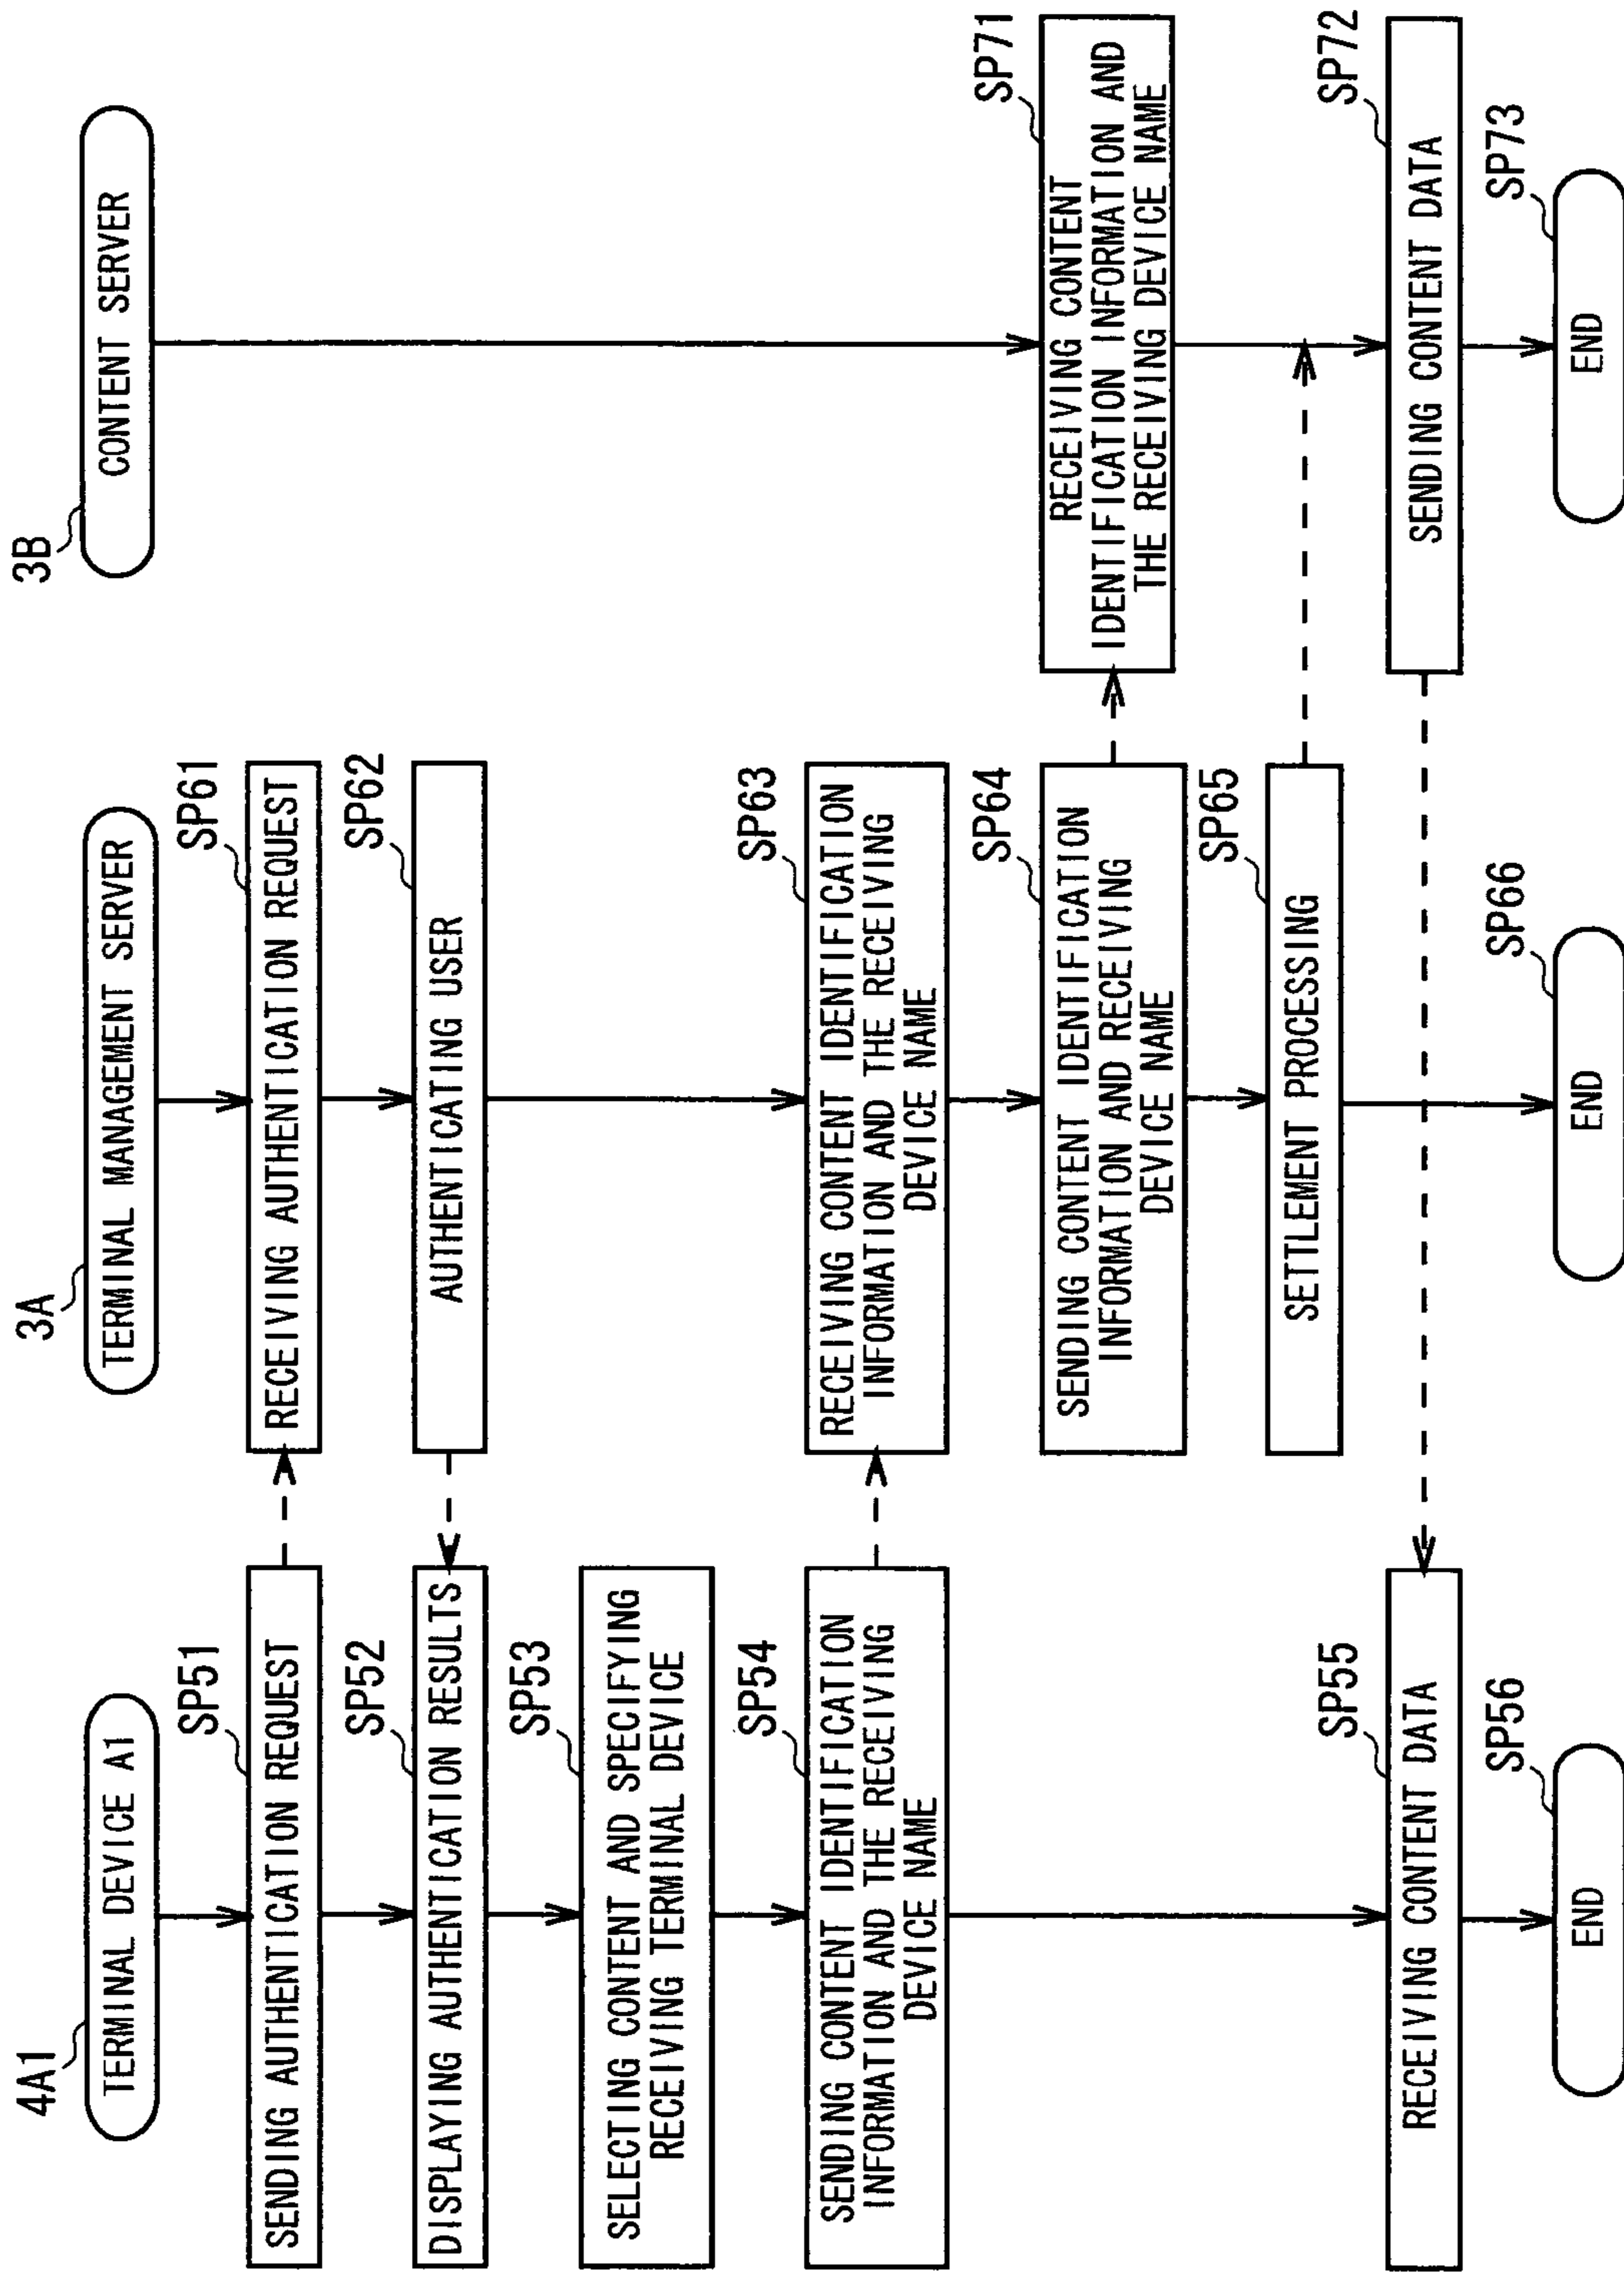 4A1
TERMINAL DEVICE A1
SP51
SENDING AUTHENTICATION REQUEST
SP52
DISPLAYING AUTHENTICATION RESULTS
SP53
SELECTING CONTENT AND SPECIFYING
RECEIVING TERMINAL DEVICE
SP54
SENDING CONTENT IDENTIFICATION
INFORMATION AND THE RECEIVING
DEVICE NAME
SP55
RECEIVING CONTENT DATA
SP56
END
3A
TERMINAL MANAGEMENT SERVER
SP61
RECEIVING AUTHENTICATION REQUEST
SP62
AUTHENTICATING USER
SP63
RECEIVING CONTENT IDENTIFICATION
INFORMATION AND THE RECEIVING
DEVICE NAME
SP64
SENDING CONTENT IDENTIFICATION
INFORMATION AND RECEIVING
DEVICE NAME
SP65
SETTLEMENT PROCESSING
SP66
END
3B
CONTENT SERVER
SP71
RECEIVING CONTENT
IDENTIFICATION INFORMATION AND
THE RECEIVING DEVICE NAME
SP72
SENDING CONTENT DATA
SP73
END